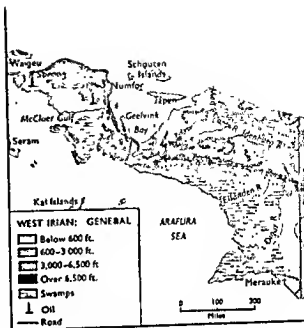 Waigeu
Sorong
Schouten
Islands
Numfor
Japen
McCluer Gulf
Geelvink
Bay
Seram
Kai Islands
ARAFURA
SEA
Merauke
WEST IRIAN: GENERAL
Below 600 ft.
600-3 000 ft.
3,000-6,500 ft
Over 6,500 ft.
Swamps
Oil
Road
0 100 200
Miles